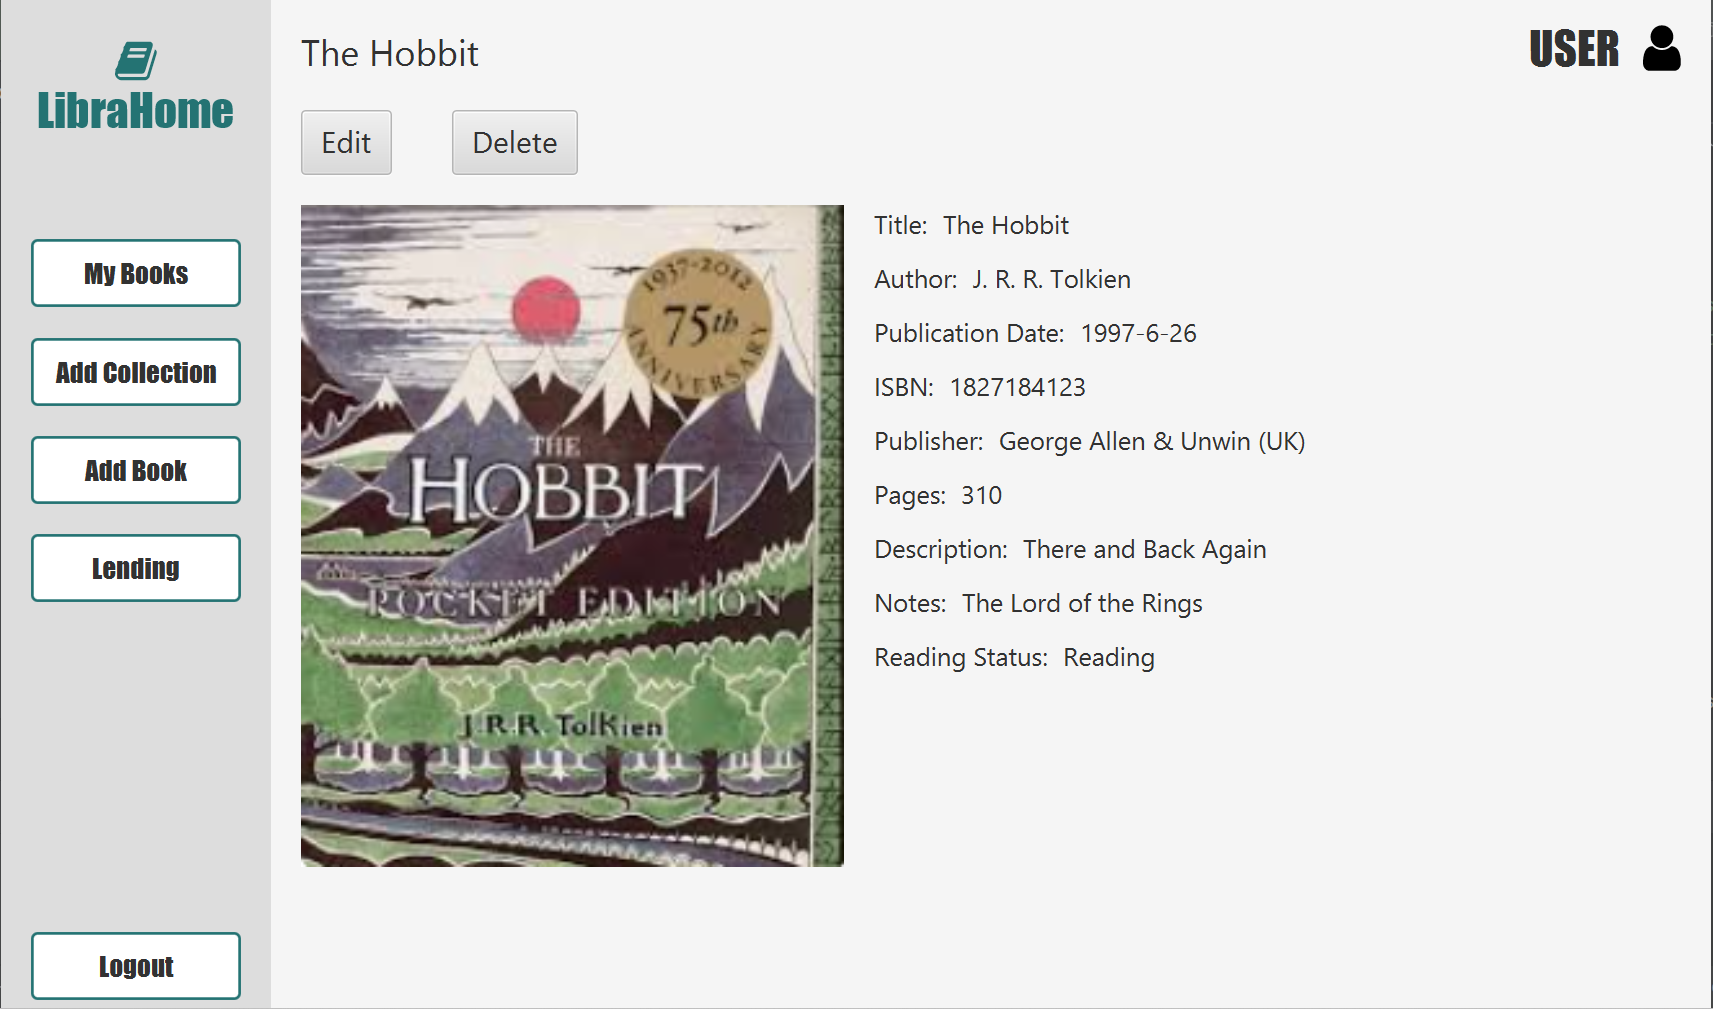 LibraHome
My Books
Add Collection
Add Book
Lending
Logout
The Hobbit
USER
Edit
Delete
1937-2012
75th
ANNIVERSARY
THE
HOBBIT
POCKET EDITION
J.R.R. Tolkien
Title: The Hobbit
Author: J. R. R. Tolkien
Publication Date: 1997-6-26
ISBN: 1827184123
Publisher: George Allen & Unwin (UK)
Pages: 310
Description: There and Back Again
Notes: The Lord of the Rings
Reading Status: Reading